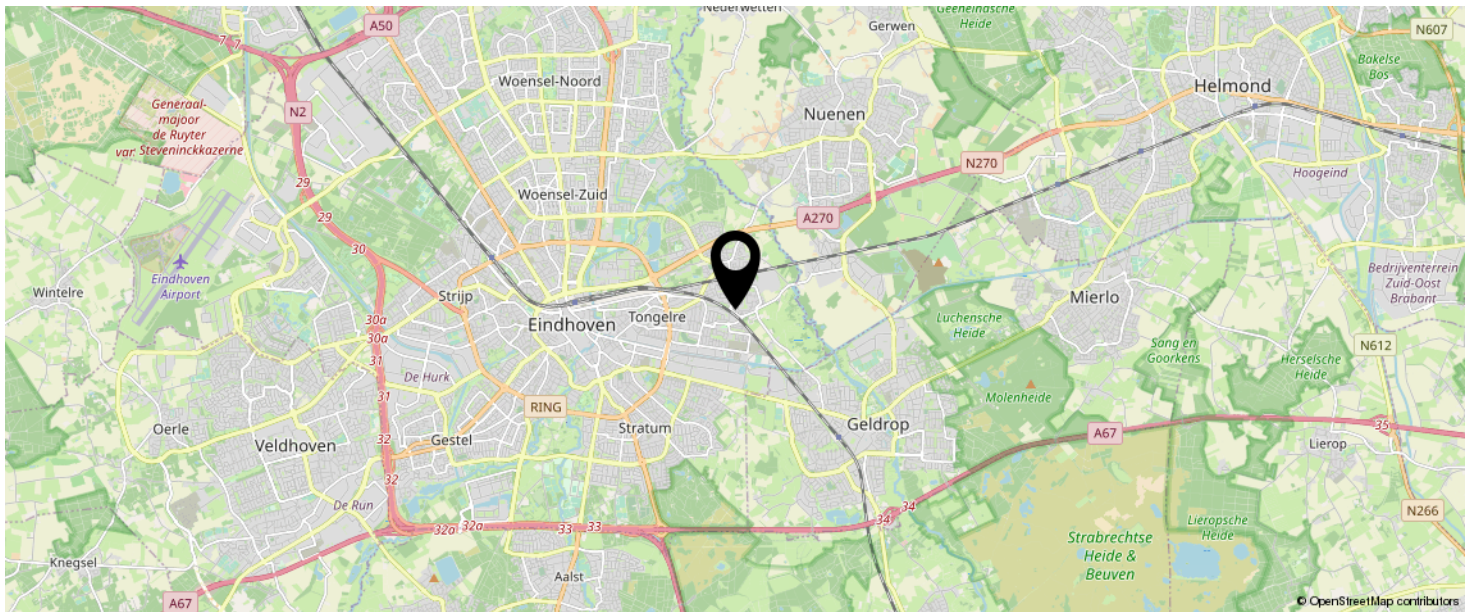 Neuerwetten
Gerwen
Geeneindsche
Heide
A50
7
7
N607
Bakelse
Bos
Woensel-Noord
Helmond
Generaal-
majoor
de Ruyter
van Steveninckkazerne
N2
Nuenen
N270
Hoogeind
29
29
Woensel-Zuid
A270
30
Eindhoven
Airport
Wintelre
Strijp
Bedrijventerrein
Zuid-Oost
Brabant
Mierlo
30a
30a
Eindhoven
Tongelre
Luchensche
Heide
31
31
De Hurk
Sang en
Goorkens
Herselsche
Heide
N612
RING
Molenheide
Oerle
Veldhoven
32
32
Gestel
Stratum
Geldrop
A67
35
Lierop
De Run
32a
32a
33
33
34
34
N266
Lieropsche
Heide
Strabrechtse
Heide &
Beuven
Knegsel
Aalst
A67
© OpenStreetMap contributors